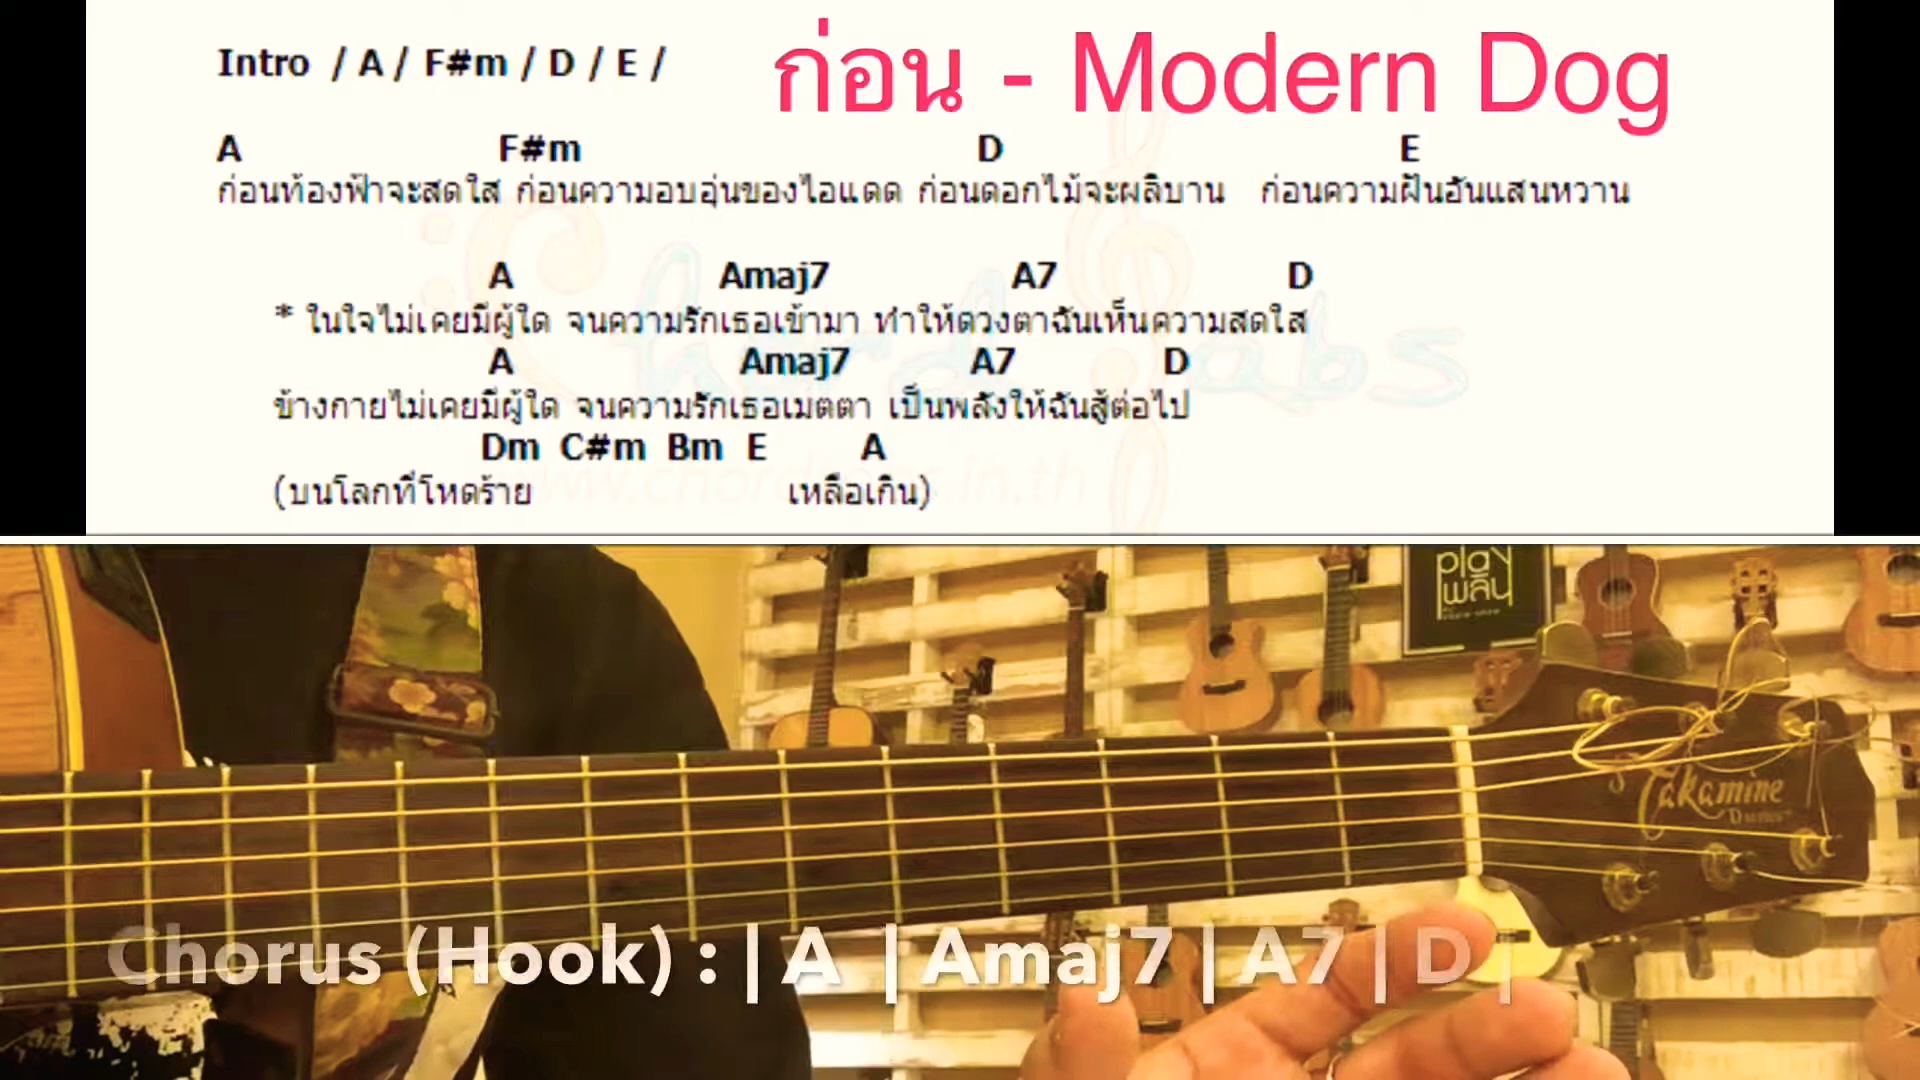 Intro / A / F#m / D / E /
ก่อน - Modern Dog
A F#m D E
ก่อนท้องฟ้าจะสดใส ก่อนความอบอุ่นของไอแดด ก่อนดอกไม้จะผลิบาน ก่อนความฝันอันแสนหวาน
A Amaj7 A7 D
* ในใจไม่เคยมีผู้ใด จนความรักเธอเข้ามา ทำให้ดวงตาฉันเห็นความสดใส
A Amaj7 A7 D
ข้างกายไม่เคยมีผู้ใด จนความรักเธอเมตตา เป็นพลังให้ฉันสู้ต่อไป
Dm C#m Bm E A
(บนโลกที่โหดร้าย เหลือเกิน)
Chord Tabs
www.chordtabs.in.th
play
เพลิน
Takamine
Chorus (Hook) : | A | Amaj7 | A7 | D |